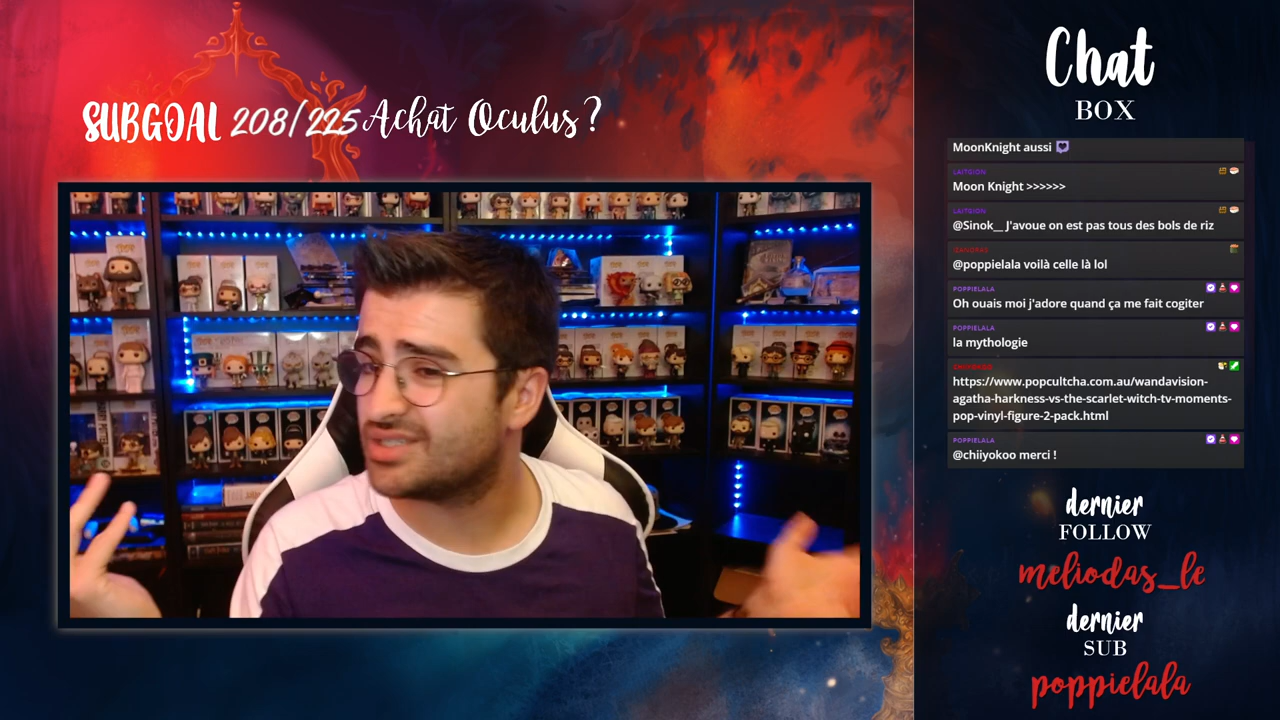 SUBGOAL 208/225 Achat Oculus ?
Chat
BOX
MoonKnight aussi
Moon Knight >>>>>>
@Sinok__ J'avoue on est pas tous des bols de riz
@poppielala voilà celle là lol
POPPIELALA
Oh ouais moi j'adore quand ça me fait cogiter
POPPIELALA
la mythologie
https://www.popcultcha.com.au/wandavision-
agatha-harkness-vs-the-scarlet-witch-tv-moments-
pop-vinyl-figure-2-pack.html
POPPIELALA
@chiiyokoo merci !
dernier
FOLLOW
meliodas_le
dernier
SUB
poppielala